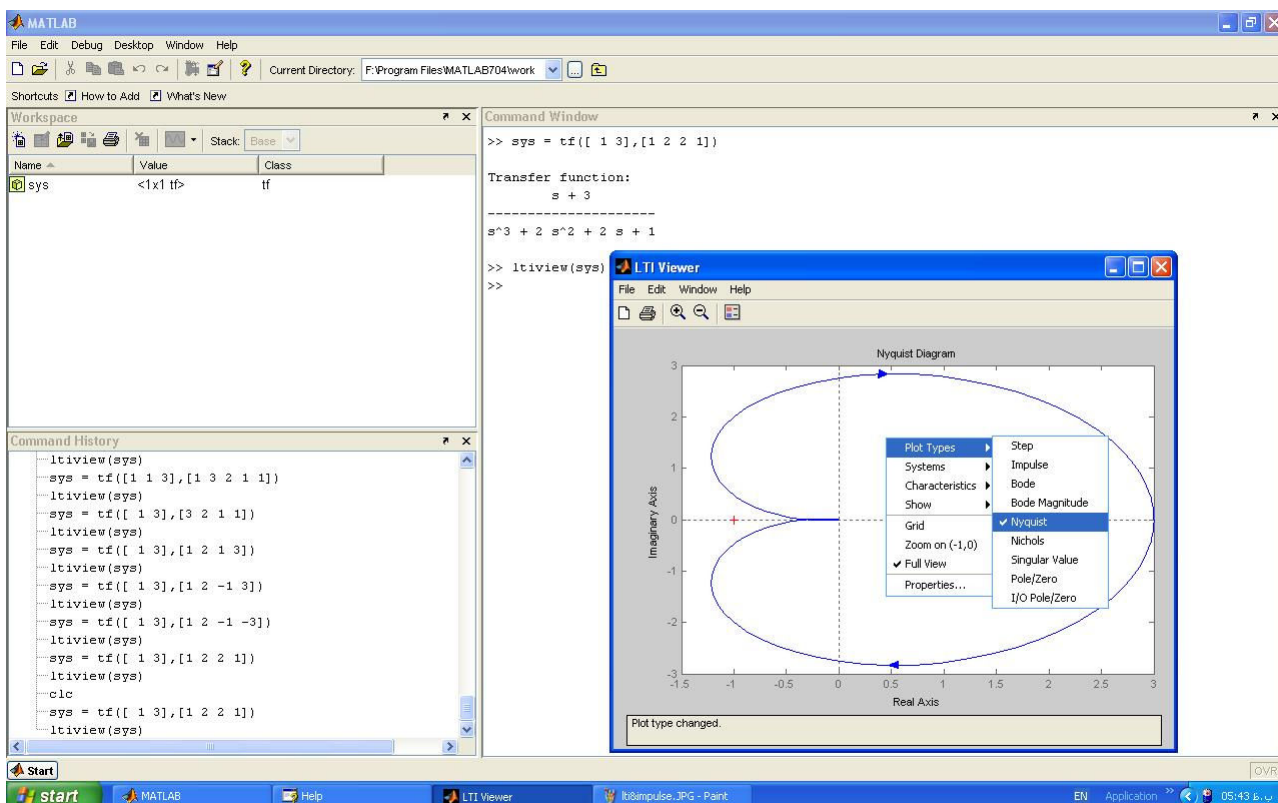 MATLAB
File Edit Debug Desktop Window Help
Current Directory: F:\Program Files\MATLAB704\work
Shortcuts How to Add What's New
Workspace
Stack: Base
Name Value Class
sys <1x1 tf> tf
Command History
ltiview(sys)
sys = tf([1 1 3],[1 3 2 1 1])
ltiview(sys)
sys = tf([ 1 3],[3 2 1 1])
ltiview(sys)
sys = tf([ 1 3],[1 2 1 3])
ltiview(sys)
sys = tf([ 1 3],[1 2 -1 3])
ltiview(sys)
sys = tf([ 1 3],[1 2 -1 -3])
ltiview(sys)
sys = tf([ 1 3],[1 2 2 1])
ltiview(sys)
clc
sys = tf([ 1 3],[1 2 2 1])
ltiview(sys)
Command Window
>> sys = tf([ 1 3],[1 2 2 1])
Transfer function:
s + 3
---------------------
s^3 + 2 s^2 + 2 s + 1
>> ltiview(sys)
>>
LTI Viewer
File Edit Window Help
Nyquist Diagram
Imaginary Axis
3
2
1
0
-1
-2
-3
-1.5 -1 -0.5 0 0.5 1 1.5 2 2.5 3
Real Axis
Plot Types
Systems
Characteristics
Show
Grid
Zoom on (-1,0)
Full View
Properties...
Step
Impulse
Bode
Bode Magnitude
Nyquist
Nichols
Singular Value
Pole/Zero
I/O Pole/Zero
Plot type changed.
Start
OVR
start MATLAB Help LTI Viewer lti&impulse.JPG - Paint EN Application » 05:43 ب.ظ